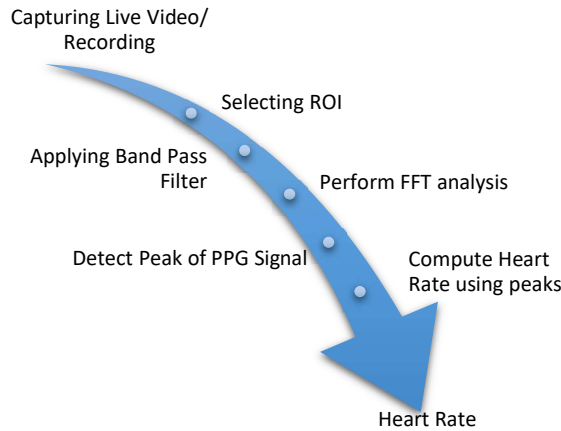 Capturing Live Video/
Recording
Selecting ROI
Applying Band Pass
Filter
Perform FFT analysis
Detect Peak of PPG Signal
Compute Heart
Rate using peaks
Heart Rate